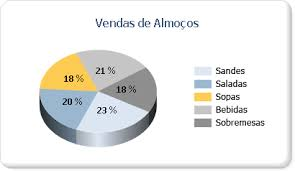 Vendas de Almoços
21 %
18 %
18 %
20 %
23 %
Sandes
Saladas
Sopas
Bebidas
Sobremesas